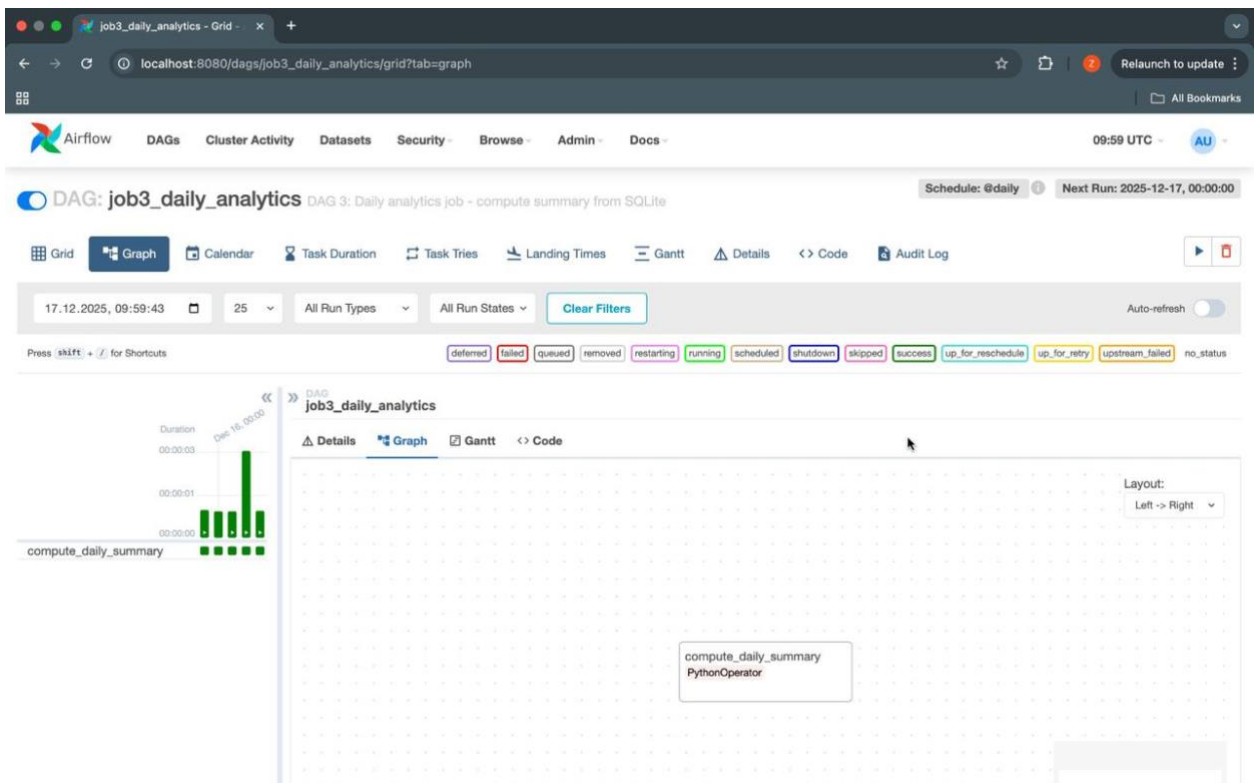 job3_daily_analytics - Grid -
localhost:8080/dags/job3_daily_analytics/grid?tab=graph
Z
Relaunch to update
All Bookmarks
Airflow DAGs Cluster Activity Datasets Security Browse Admin Docs 09:59 UTC AU
DAG: job3_daily_analytics DAG 3: Daily analytics job - compute summary from SQLite Schedule: @daily Next Run: 2025-12-17, 00:00:00
Grid Graph Calendar Task Duration Task Tries Landing Times Gantt Details <> Code Audit Log
17.12.2025, 09:59:43 25 All Run Types All Run States Clear Filters Auto-refresh
Press shift + / for Shortcuts deferred failed queued removed restarting running scheduled shutdown skipped success up_for_reschedule up_for_retry upstream_failed no_status
DAG
job3_daily_analytics
Details Graph Gantt <> Code
Duration
Dec 16, 00:00
00:00:03
00:00:01
00:00:00
compute_daily_summary
Layout:
Left -> Right
compute_daily_summary
PythonOperator